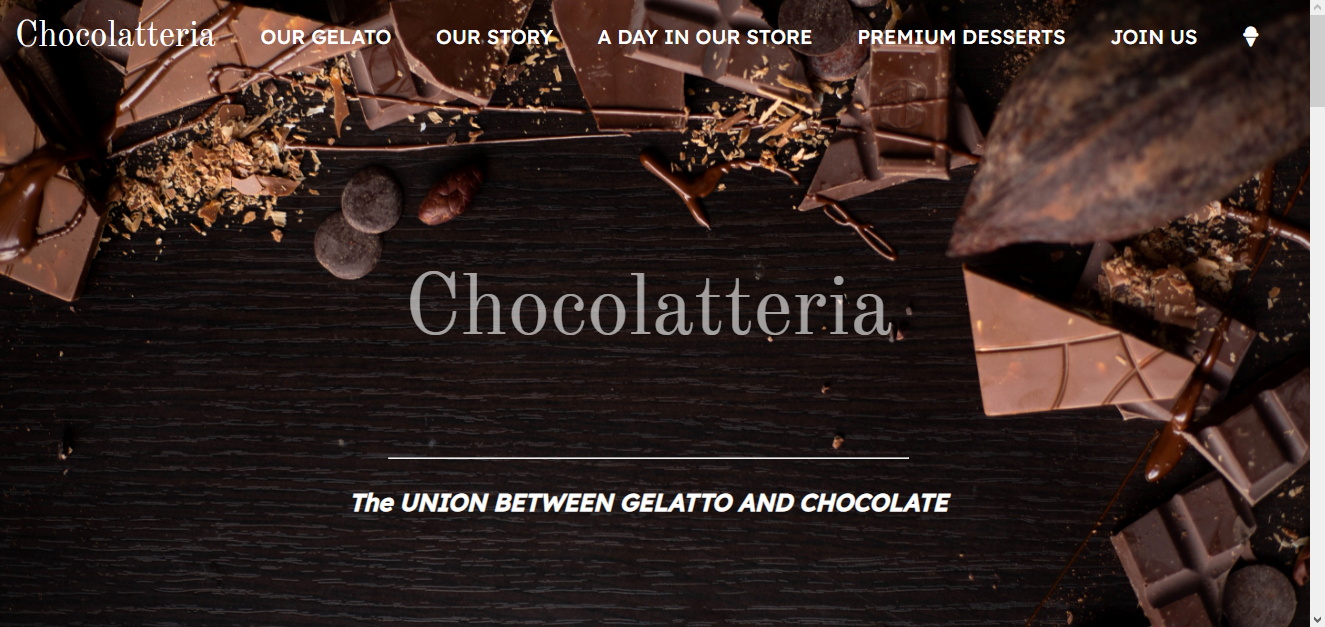 Chocolatteria OUR GELATO OUR STORY A DAY IN OUR STORE PREMIUM DESSERTS JOIN US
Chocolatteria
The UNION BETWEEN GELATTO AND CHOCOLATE